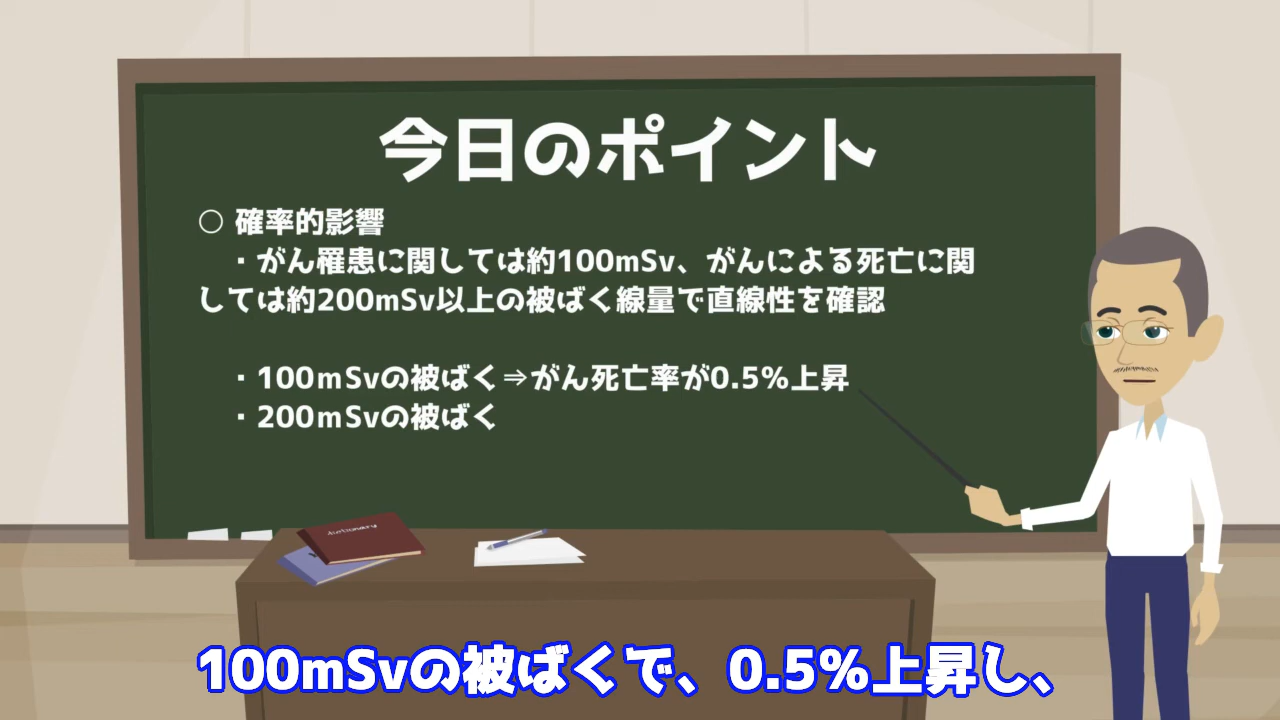 今日のポイント
○ 確率的影響
・がん罹患に関しては約100mSv、がんによる死亡に関
しては約200mSv以上の被ばく線量で直線性を確認
・100mSvの被ばく⇒がん死亡率が0.5%上昇
・200mSvの被ばく
dictionary
100mSvの被ばくで、0.5%上昇し、